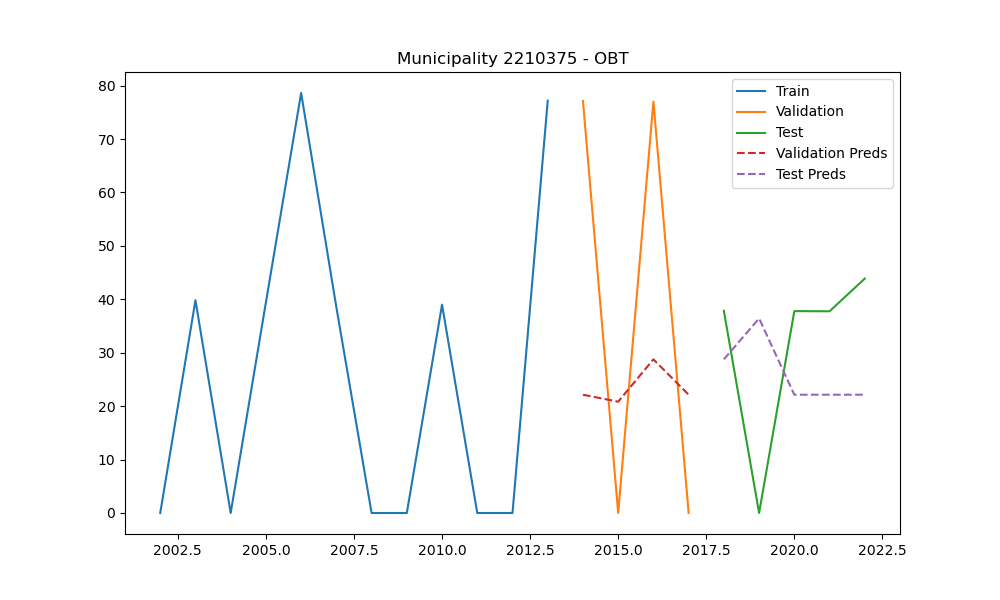 Municipality 2210375 - OBT
Train
Validation
Test
Validation Preds
Test Preds
80
70
60
50
40
30
20
10
0
2002.5 2005.0 2007.5 2010.0 2012.5 2015.0 2017.5 2020.0 2022.5